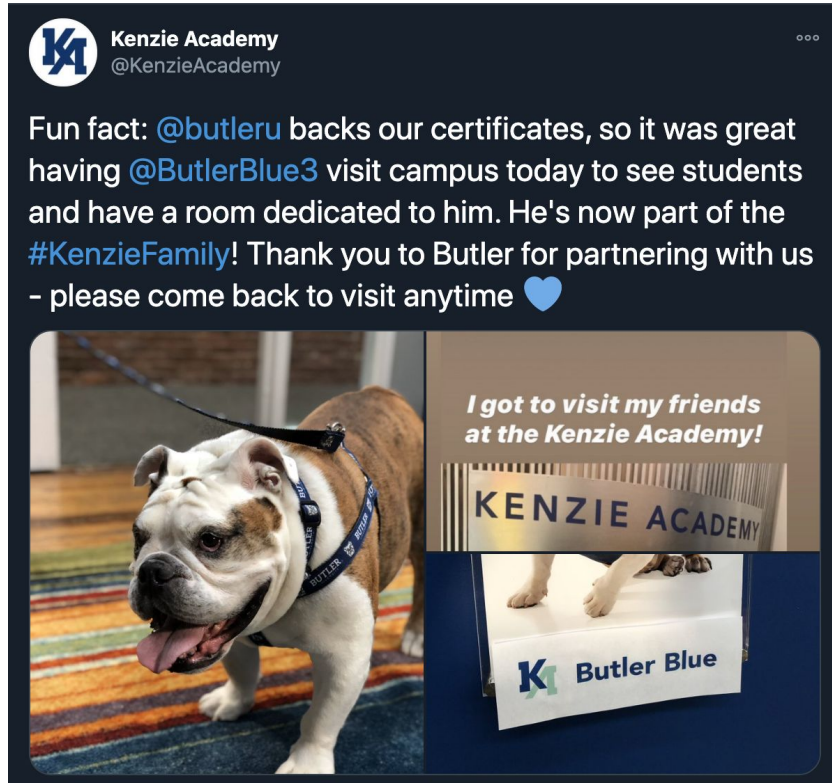 Kenzie Academy
@KenzieAcademy
Fun fact: @butleru backs our certificates, so it was great
having @ButlerBlue3 visit campus today to see students
and have a room dedicated to him. He's now part of the
#KenzieFamily! Thank you to Butler for partnering with us
- please come back to visit anytime 💙
BUTLER
BUTLER
I got to visit my friends
at the Kenzie Academy!
KENZIE ACADEMY
KA Butler Blue